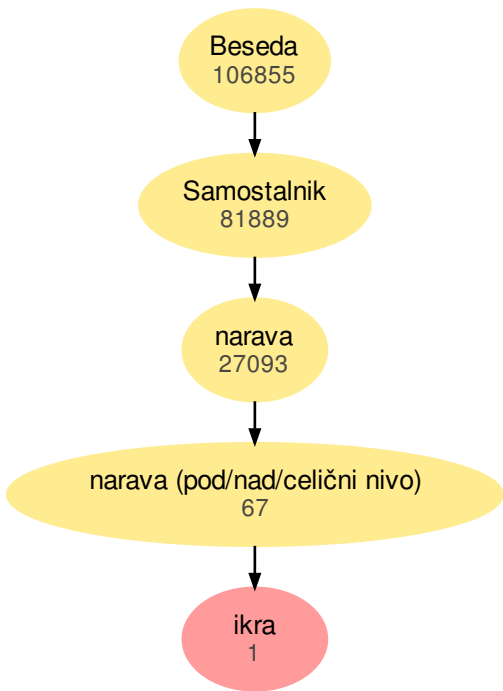 Beseda
106855
Samostalnik
81889
narava
27093
narava (pod/nad/celični nivo)
67
ikra
1